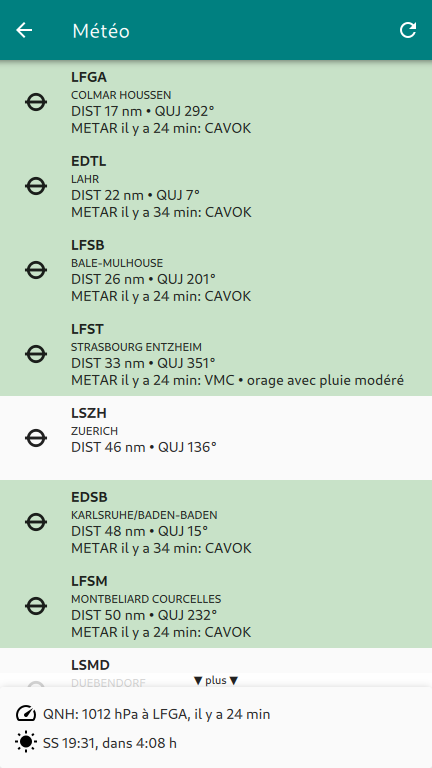 Météo
LFGA
COLMAR HOUSSEN
DIST 17 nm • QUJ 292°
METAR il y a 24 min: CAVOK
EDTL
LAHR
DIST 22 nm • QUJ 7°
METAR il y a 34 min: CAVOK
LFSB
BALE-MULHOUSE
DIST 26 nm • QUJ 201°
METAR il y a 24 min: CAVOK
LFST
STRASBOURG ENTZHEIM
DIST 33 nm • QUJ 351°
METAR il y a 24 min: VMC • orage avec pluie modéré
LSZH
ZUERICH
DIST 46 nm • QUJ 136°
EDSB
KARLSRUHE/BADEN-BADEN
DIST 48 nm • QUJ 15°
METAR il y a 34 min: CAVOK
LFSM
MONTBELIARD COURCELLES
DIST 50 nm • QUJ 232°
METAR il y a 24 min: CAVOK
LSMD
DUEBENDORF
▼ plus ▼
QNH: 1012 hPa à LFGA, il y a 24 min
SS 19:31, dans 4:08 h